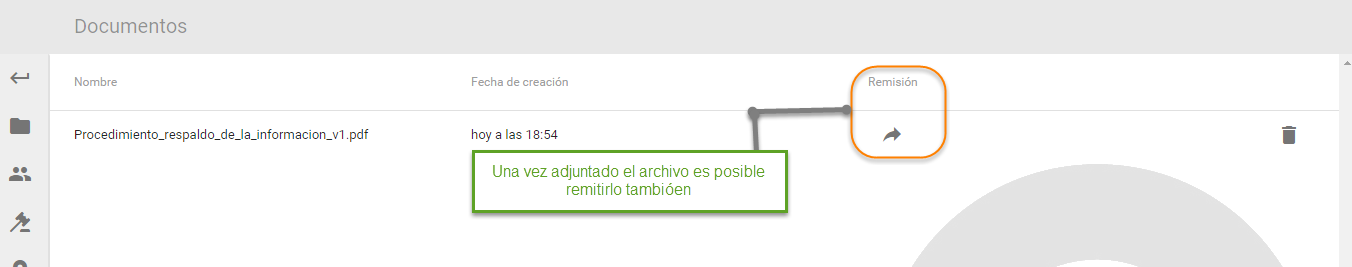 Documentos
Nombre Fecha de creación Remisión
Procedimiento_respaldo_de_la_informacion_v1.pdf hoy a las 18:54
Una vez adjuntado el archivo es posible
remitirlo tambióen